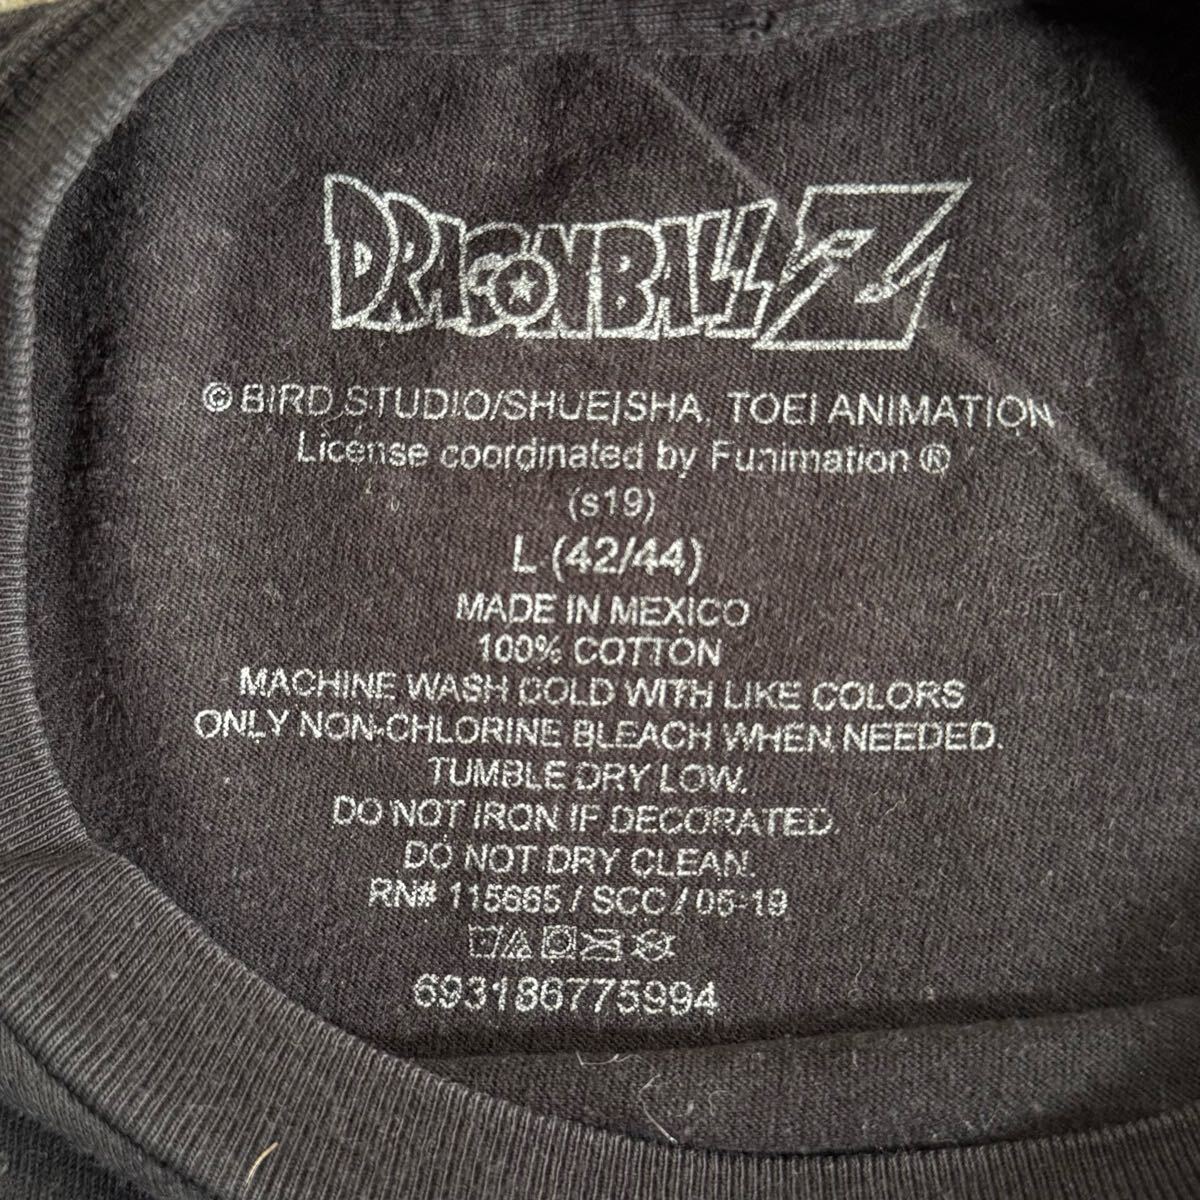 DRAGONBALL Z
© BIRD STUDIO/SHUEISHA, TOEI ANIMATION
License coordinated by Funimation ®
(s19)
L (42/44)
MADE IN MEXICO
100% COTTON
MACHINE WASH COLD WITH LIKE COLORS
ONLY NON-CHLORINE BLEACH WHEN NEEDED.
TUMBLE DRY LOW.
DO NOT IRON IF DECORATED.
DO NOT DRY CLEAN.
RN# 115665 / SCC / 05-19
693186775994